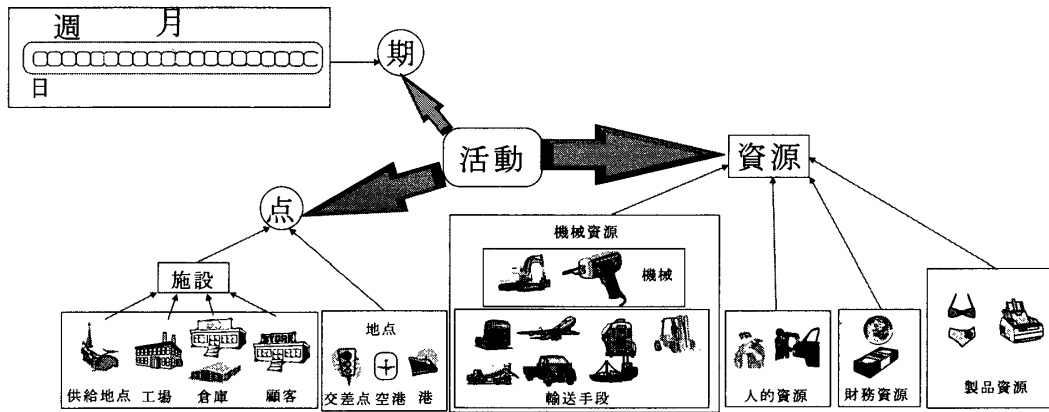 週 月
日
期
活動
資源
点
施設
供給地点 工場 倉庫 顧客
STORE
地点
交差点 空港 港
機械資源
機械
輸送手段
人的資源
財務資源
製品資源